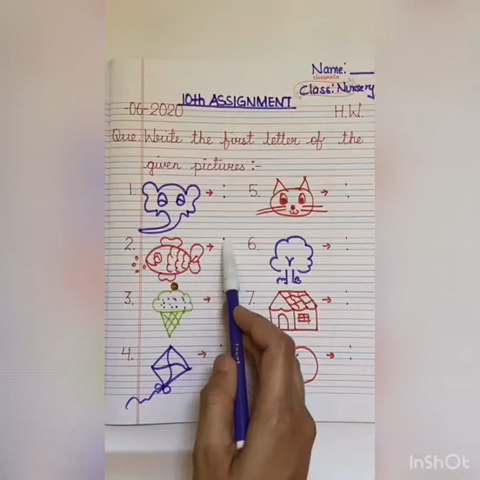 Name:
classmate
Class: Nursery
10th ASSIGNMENT
-06-2020 H.W.
Que. Write the first letter of the
given pictures :-
1. → : 5. → :
2. → : 6. → :
3. → : 7. → :
4. → : → :
InShOt